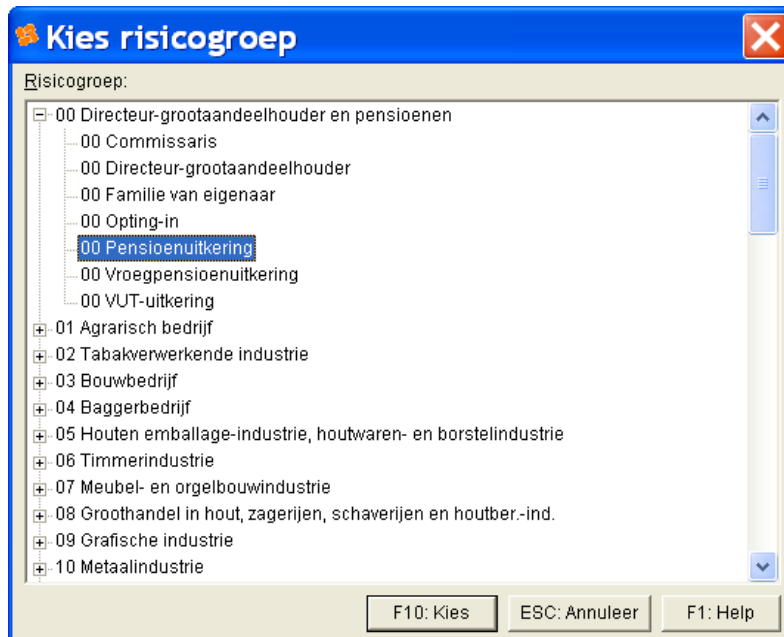 Kies risicogroep
Risicogroep:
00 Directeur-grootaandeelhouder en pensioenen
00 Commissaris
00 Directeur-grootaandeelhouder
00 Familie van eigenaar
00 Opting-in
00 Pensioenuitkering
00 Vroegpensioenuitkering
00 VUT-uitkering
01 Agrarisch bedrijf
02 Tabakverwerkende industrie
03 Bouwbedrijf
04 Baggerbedrijf
05 Houten emballage-industrie, houtwaren- en borstelindustrie
06 Timmerindustrie
07 Meubel- en orgelbouwindustrie
08 Groothandel in hout, zagerijen, schaverijen en houtber.-ind.
09 Grafische industrie
10 Metaalindustrie
F10: Kies ESC: Annuleer F1: Help